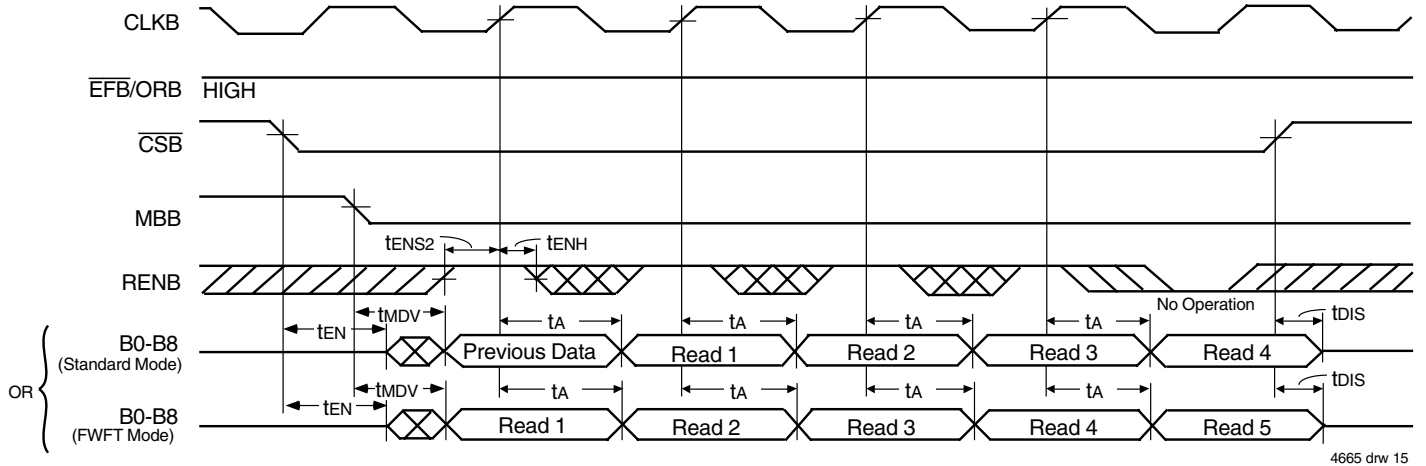 CLKB
EFB/ORB HIGH
CSB
MBB
tENS2 tENH
RENB
No Operation
tMDV tA tA tA tA tDIS
tEN
B0-B8 Previous Data Read 1 Read 2 Read 3 Read 4
(Standard Mode)
OR
tMDV tA tA tA tA tDIS
tEN
B0-B8 Read 1 Read 2 Read 3 Read 4 Read 5
(FWFT Mode)
4665 drw 15